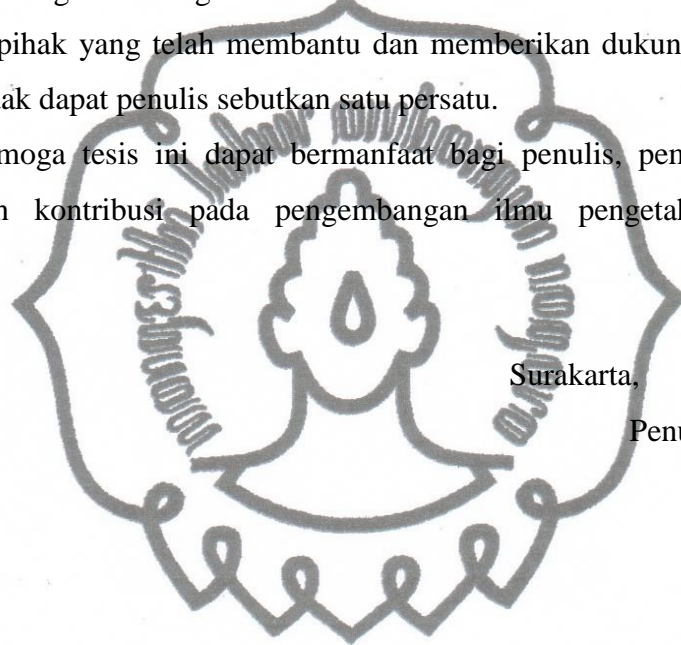 pihak yang telah membantu dan memberikan dukun
ak dapat penulis sebutkan satu persatu.
moga tesis ini dapat bermanfaat bagi penulis, pen
n kontribusi pada pengembangan ilmu pengeta
Surakarta,
Penu